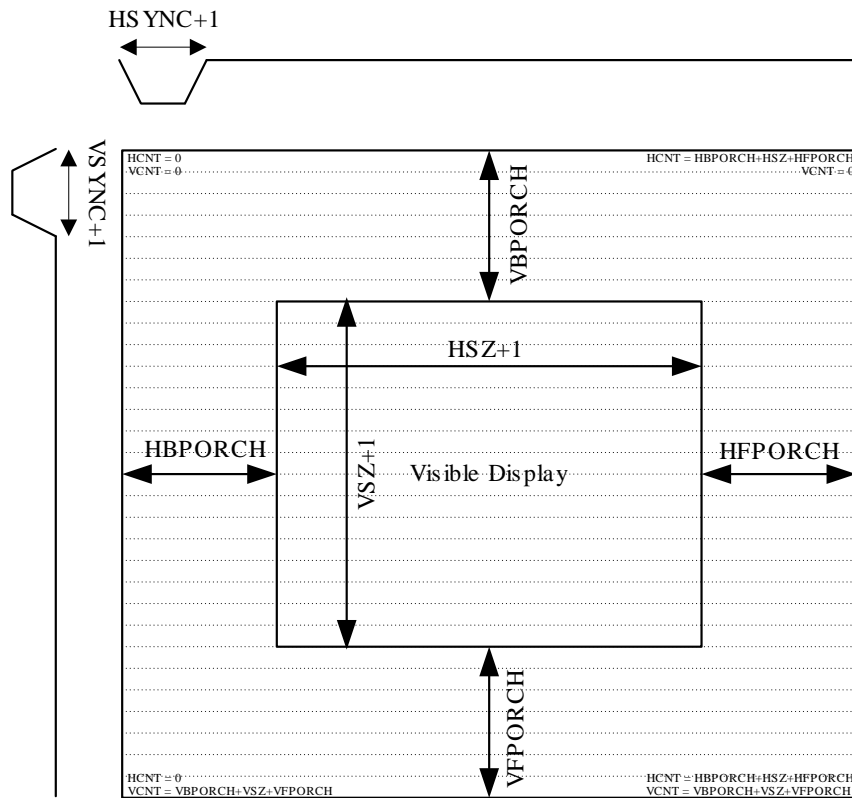 HSYNC+1
VSYNC+1
HCNT = 0
VCNT = 0
HCNT = HBPORCH+HSZ+HFPORCH
VCNT = 0
VBPORCH
HSZ+1
VSZ+1
HBPORCH
Visible Display
HFPORCH
VFPORCH
HCNT = 0
VCNT = VBPORCH+VSZ+VFPORCH
HCNT = HBPORCH+HSZ+HFPORCH
VCNT = VBPORCH+VSZ+VFPORCH